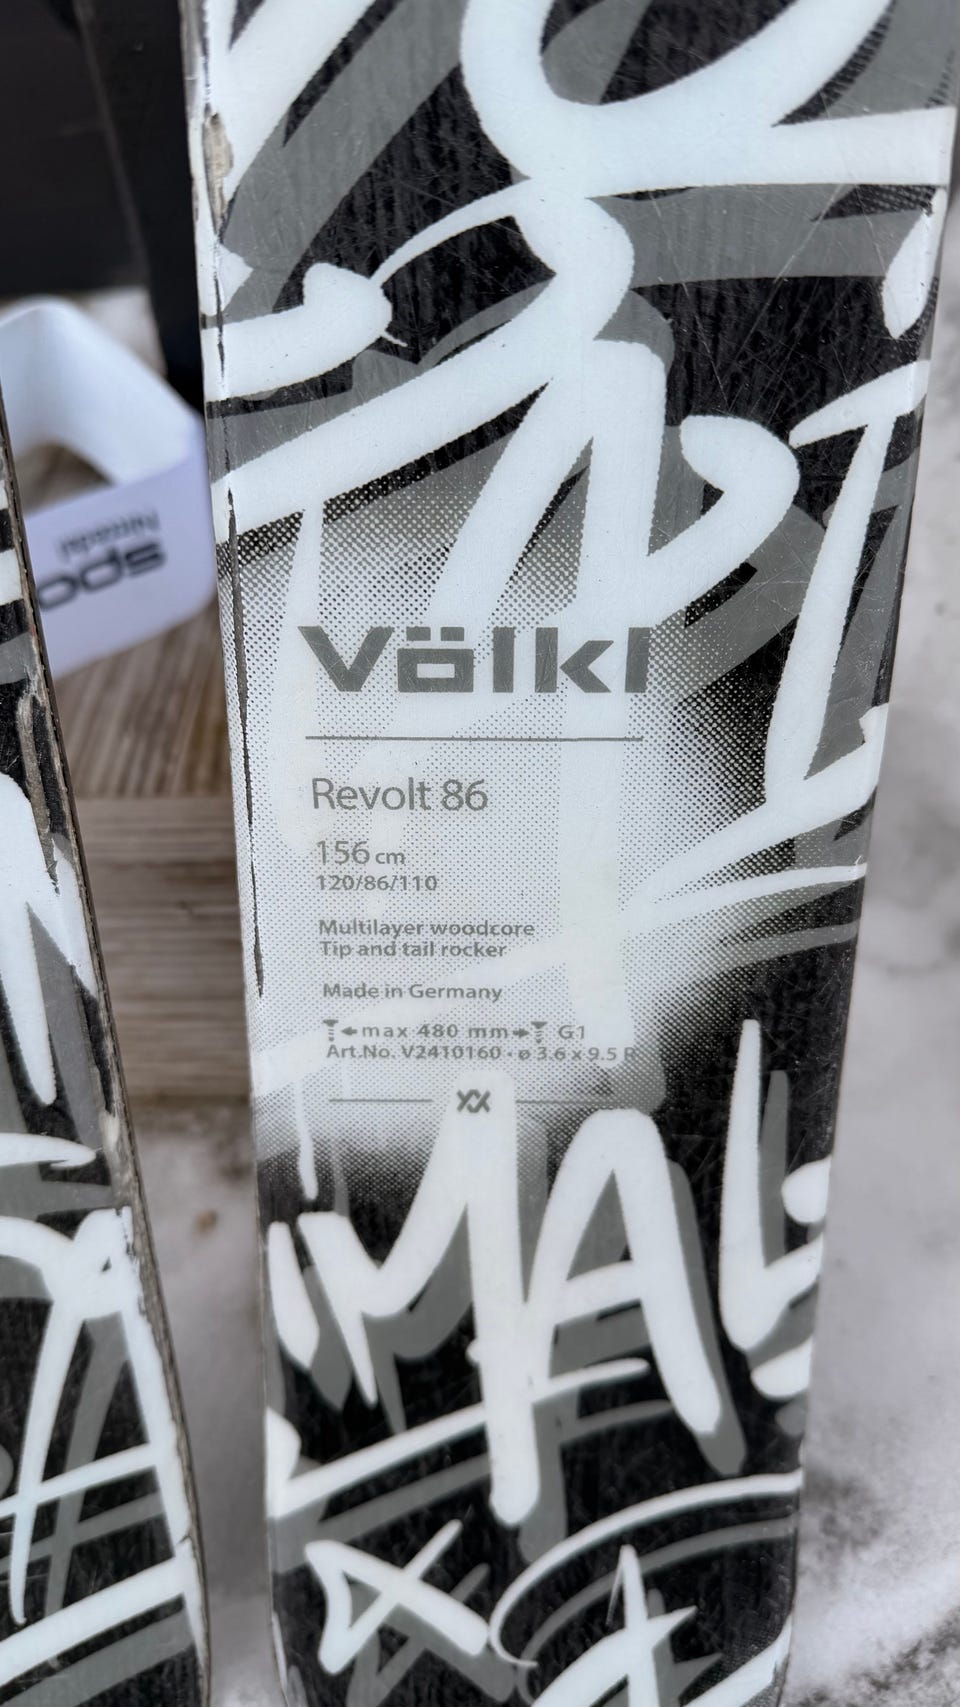 Völkl
Revolt 86
156 cm
120/86/110
Multilayer woodcore
Tip and tail rocker
Made in Germany
max 480 mm G1
Art.No. V2410160 · ø 3.6 x 9.5 R
MAL